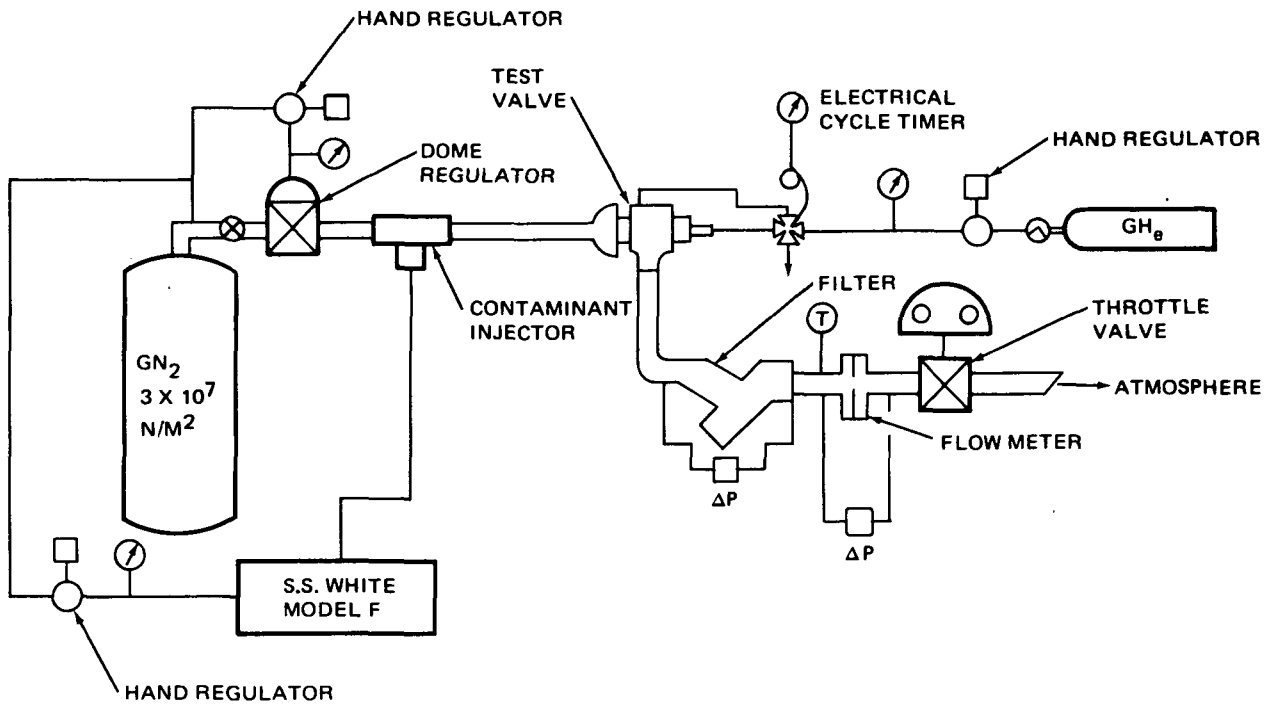 HAND REGULATOR
TEST
VALVE
ELECTRICAL
CYCLE TIMER
HAND REGULATOR
DOME
REGULATOR
GHe
CONTAMINANT
INJECTOR
FILTER
THROTTLE
VALVE
T
GN2
3 X 10^7
N/M^2
ATMOSPHERE
FLOW METER
ΔP
ΔP
S.S. WHITE
MODEL F
HAND REGULATOR